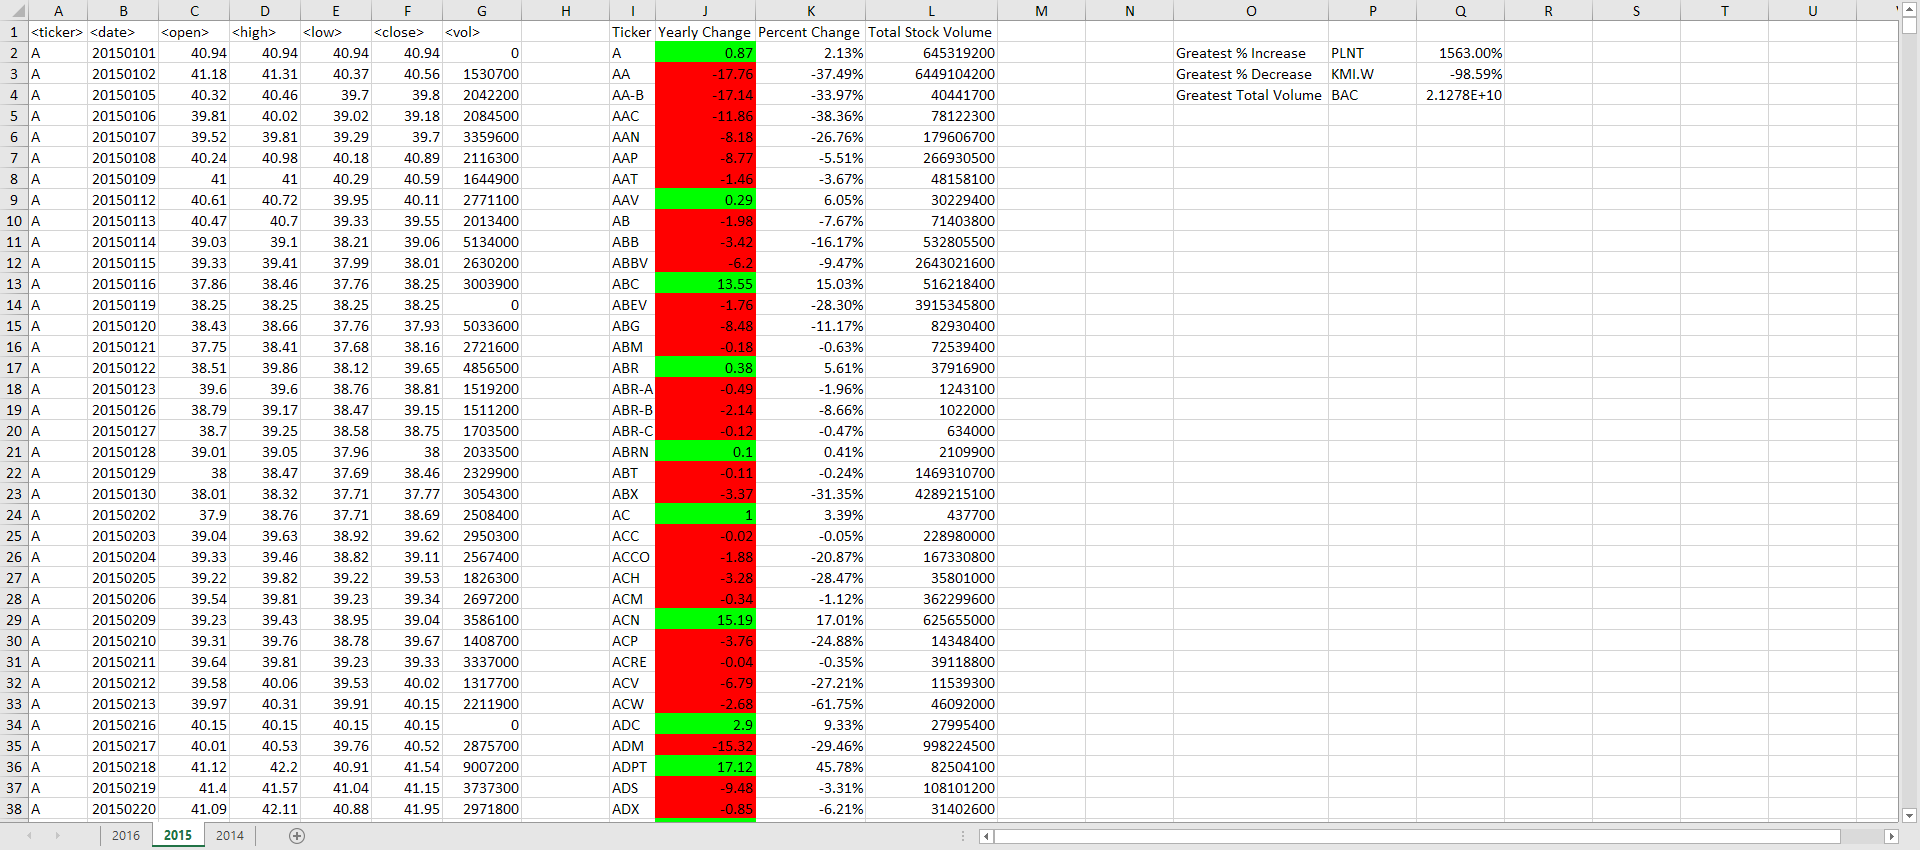 A B C D E F G H I J K L M N O P Q R S T U V
1 <ticker> <date> <open> <high> <low> <close> <vol> Ticker Yearly Change Percent Change Total Stock Volume
2 A 20150101 40.94 40.94 40.94 40.94 0 A 0.87 2.13% 645319200 Greatest % Increase PLNT 1563.00%
3 A 20150102 41.18 41.31 40.37 40.56 1530700 AA -17.76 -37.49% 6449104200 Greatest % Decrease KMI.W -98.59%
4 A 20150105 40.32 40.46 39.7 39.8 2042200 AA-B -17.14 -33.97% 40441700 Greatest Total Volume BAC 2.1278E+10
5 A 20150106 39.81 40.02 39.02 39.18 2084500 AAC -11.86 -38.36% 78122300
6 A 20150107 39.52 39.81 39.29 39.7 3359600 AAN -8.18 -26.76% 179606700
7 A 20150108 40.24 40.98 40.18 40.89 2116300 AAP -8.77 -5.51% 266930500
8 A 20150109 41 41 40.29 40.59 1644900 AAT -1.46 -3.67% 48158100
9 A 20150112 40.61 40.72 39.95 40.11 2771100 AAV 0.29 6.05% 30229400
10 A 20150113 40.47 40.7 39.33 39.55 2013400 AB -1.98 -7.67% 71403800
11 A 20150114 39.03 39.1 38.21 39.06 5134000 ABB -3.42 -16.17% 532805500
12 A 20150115 39.33 39.41 37.99 38.01 2630200 ABBV -6.2 -9.47% 2643021600
13 A 20150116 37.86 38.46 37.76 38.25 3003900 ABC 13.55 15.03% 516218400
14 A 20150119 38.25 38.25 38.25 38.25 0 ABEV -1.76 -28.30% 3915345800
15 A 20150120 38.43 38.66 37.76 37.93 5033600 ABG -8.48 -11.17% 82930400
16 A 20150121 37.75 38.41 37.68 38.16 2721600 ABM -0.18 -0.63% 72539400
17 A 20150122 38.51 39.86 38.12 39.65 4856500 ABR 0.38 5.61% 37916900
18 A 20150123 39.6 39.6 38.76 38.81 1519200 ABR-A -0.49 -1.96% 1243100
19 A 20150126 38.79 39.17 38.47 39.15 1511200 ABR-B -2.14 -8.66% 1022000
20 A 20150127 38.7 39.25 38.58 38.75 1703500 ABR-C -0.12 -0.47% 634000
21 A 20150128 39.01 39.05 37.96 38 2033500 ABRN 0.1 0.41% 2109900
22 A 20150129 38 38.47 37.69 38.46 2329900 ABT -0.11 -0.24% 1469310700
23 A 20150130 38.01 38.32 37.71 37.77 3054300 ABX -3.37 -31.35% 4289215100
24 A 20150202 37.9 38.76 37.71 38.69 2508400 AC 1 3.39% 437700
25 A 20150203 39.04 39.63 38.92 39.62 2950300 ACC -0.02 -0.05% 228980000
26 A 20150204 39.33 39.46 38.82 39.11 2567400 ACCO -1.88 -20.87% 167330800
27 A 20150205 39.22 39.82 39.22 39.53 1826300 ACH -3.28 -28.47% 35801000
28 A 20150206 39.54 39.81 39.23 39.34 2697200 ACM -0.34 -1.12% 362299600
29 A 20150209 39.23 39.43 38.95 39.04 3586100 ACN 15.19 17.01% 625655000
30 A 20150210 39.31 39.76 38.78 39.67 1408700 ACP -3.76 -24.88% 14348400
31 A 20150211 39.64 39.81 39.23 39.33 3337000 ACRE -0.04 -0.35% 39118800
32 A 20150212 39.58 40.06 39.53 40.02 1317700 ACV -6.79 -27.21% 11539300
33 A 20150213 39.97 40.31 39.91 40.15 2211900 ACW -2.68 -61.75% 46092000
34 A 20150216 40.15 40.15 40.15 40.15 0 ADC 2.9 9.33% 27995400
35 A 20150217 40.01 40.53 39.76 40.52 2875700 ADM -15.32 -29.46% 998224500
36 A 20150218 41.12 42.2 40.91 41.54 9007200 ADPT 17.12 45.78% 82504100
37 A 20150219 41.4 41.57 41.04 41.15 3737300 ADS -9.48 -3.31% 108101200
38 A 20150220 41.09 42.11 40.88 41.95 2971800 ADX -0.85 -6.21% 31402600
2016 2015 2014